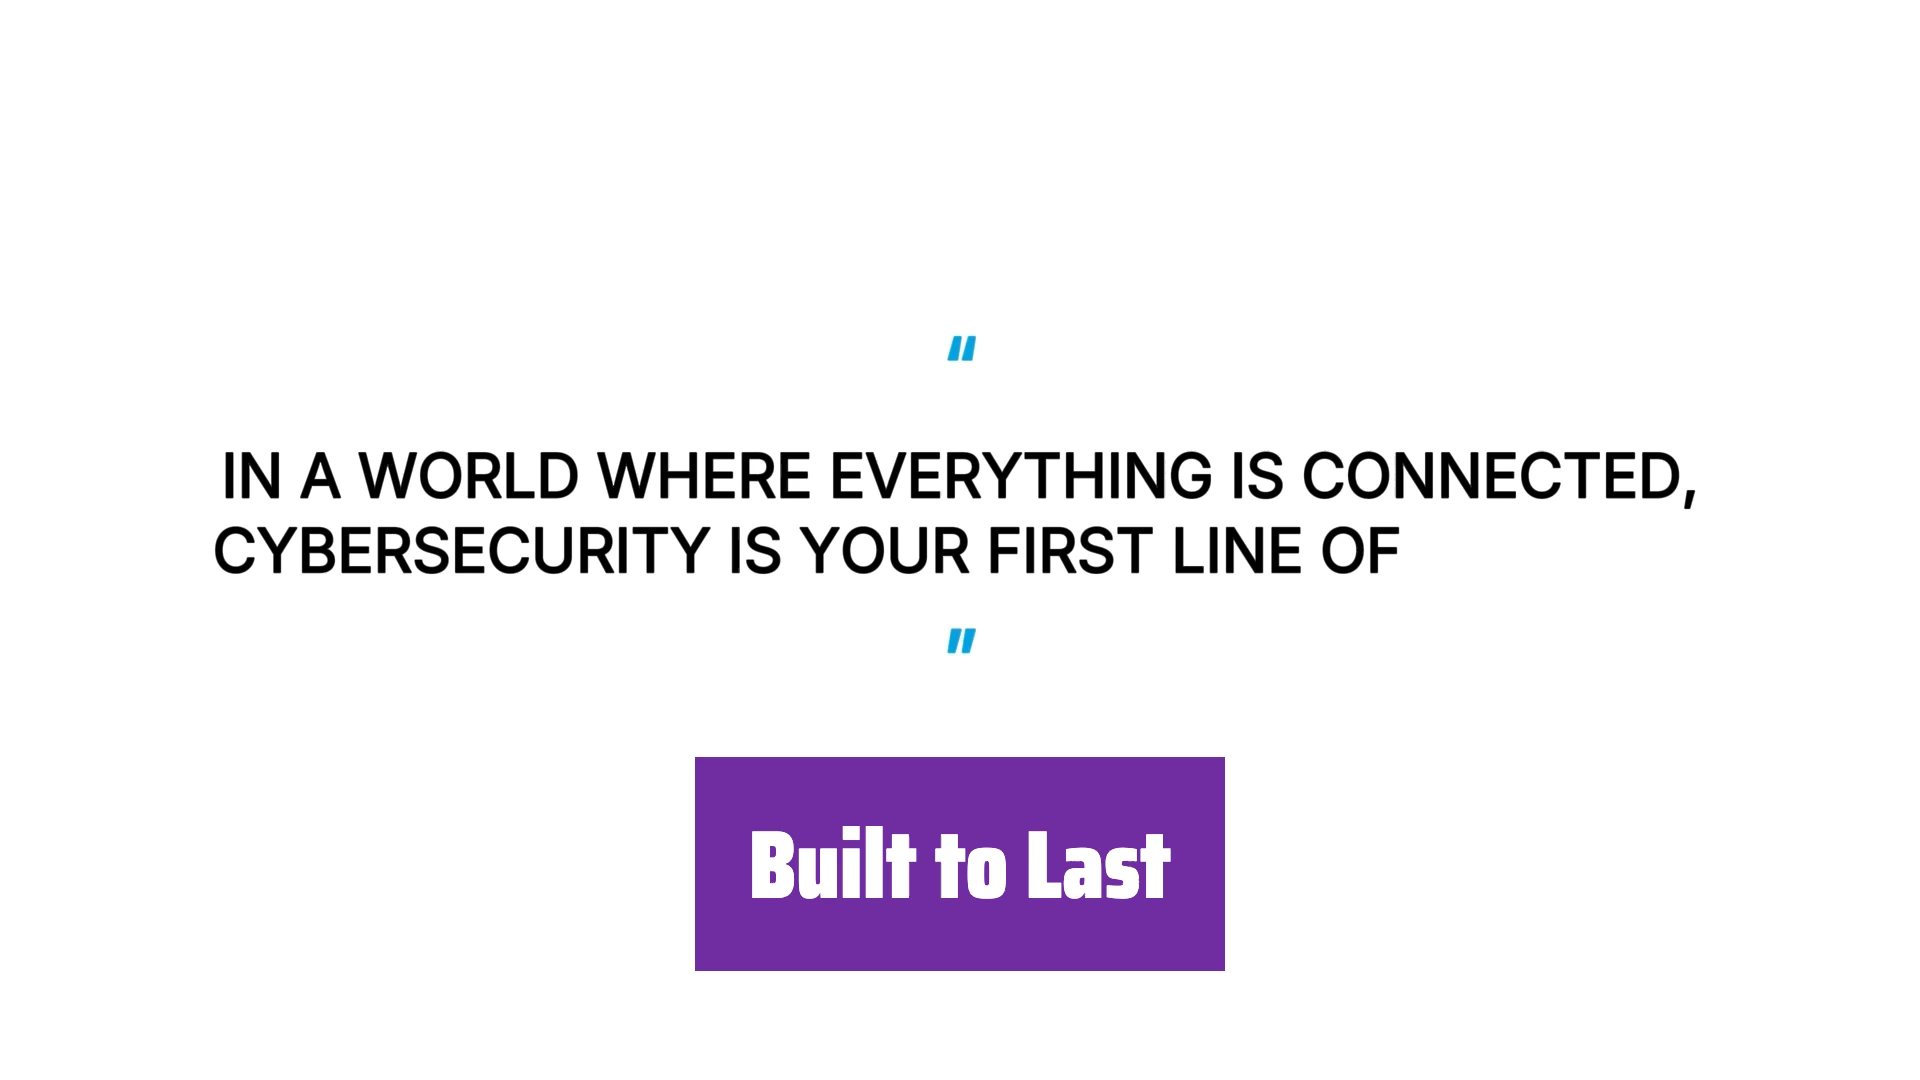 "
IN A WORLD WHERE EVERYTHING IS CONNECTED,
CYBERSECURITY IS YOUR FIRST LINE OF
"
Built to Last